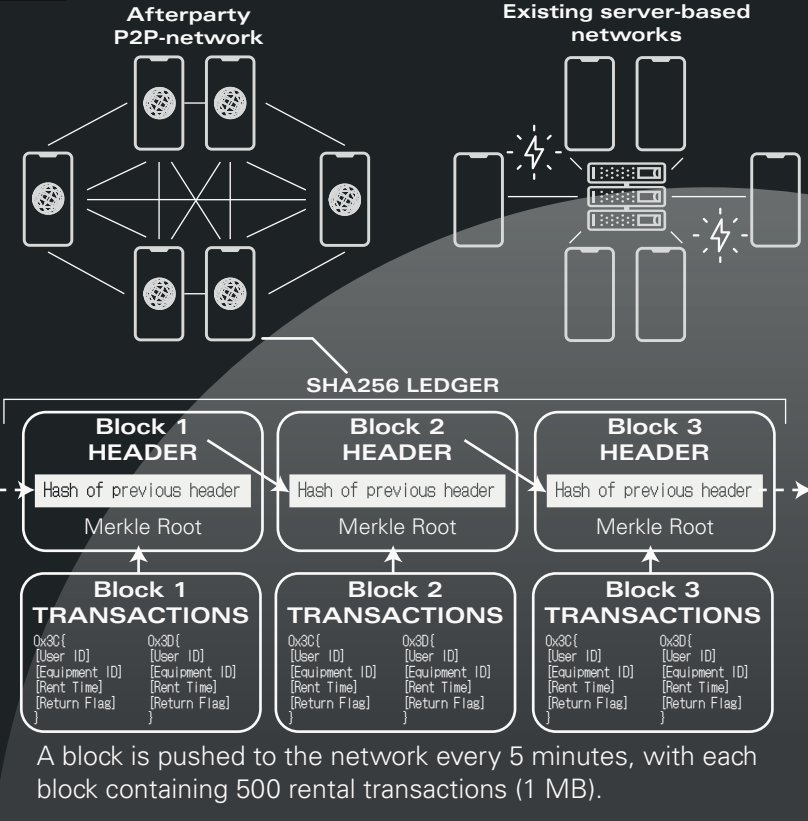 Afterparty
P2P-network
Existing server-based
networks
SHA256 LEDGER
Block 1
HEADER
Hash of previous header
Merkle Root
Block 2
HEADER
Hash of previous header
Merkle Root
Block 3
HEADER
Hash of previous header
Merkle Root
Block 1
TRANSACTIONS
0x3C{
[User ID]
[Equipment ID]
[Rent Time]
[Return Flag]
}
0x3D{
[User ID]
[Equipment ID]
[Rent Time]
[Return Flag]
}
Block 2
TRANSACTIONS
0x3C{
[User ID]
[Equipment ID]
[Rent Time]
[Return Flag]
}
0x3D{
[User ID]
[Equipment ID]
[Rent Time]
[Return Flag]
}
Block 3
TRANSACTIONS
0x3C{
[User ID]
[Equipment ID]
[Rent Time]
[Return Flag]
}
0x3D{
[User ID]
[Equipment ID]
[Rent Time]
[Return Flag]
}
A block is pushed to the network every 5 minutes, with each
block containing 500 rental transactions (1 MB).